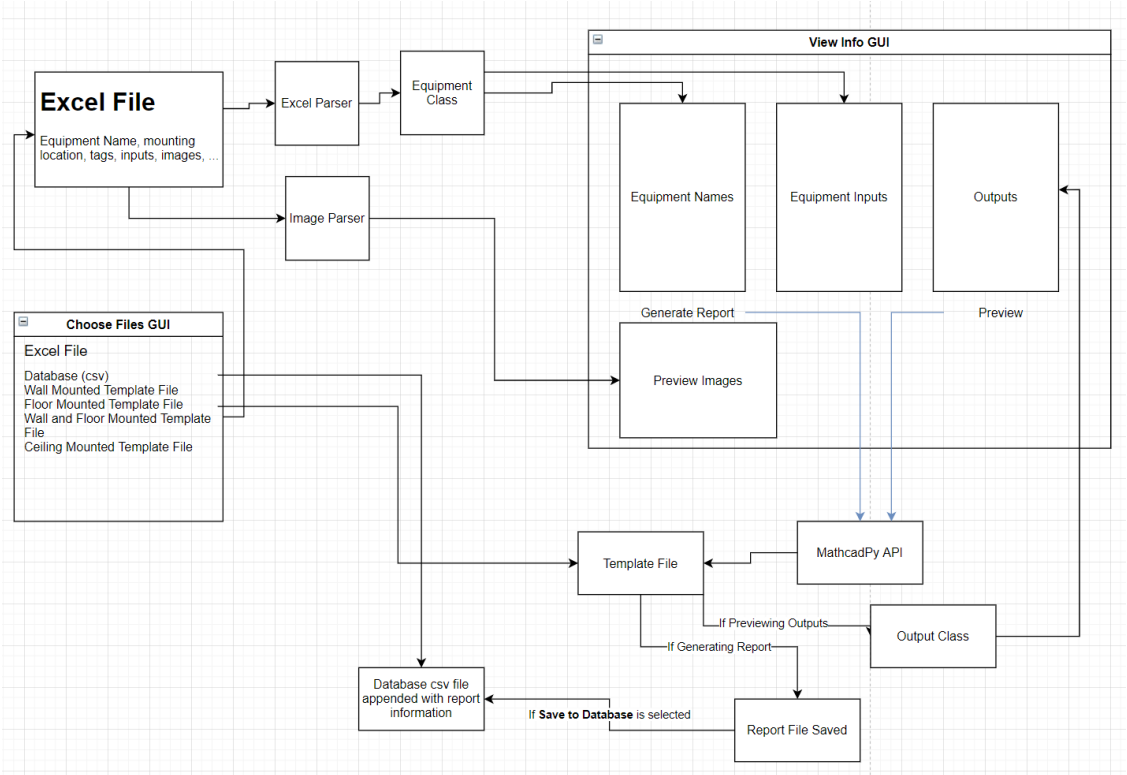 View Info GUI
Excel File
Equipment Name, mounting
location, tags, inputs, images, ...
Excel Parser
Equipment
Class
Image Parser
Equipment Names
Equipment Inputs
Outputs
Generate Report
Preview
Preview Images
Choose Files GUI
Excel File
Database (csv)
Wall Mounted Template File
Floor Mounted Template File
Wall and Floor Mounted Template
File
Ceiling Mounted Template File
Template File
MathcadPy API
If Previewing Outputs
Output Class
If Generating Report
Database csv file
appended with report
information
If Save to Database is selected
Report File Saved